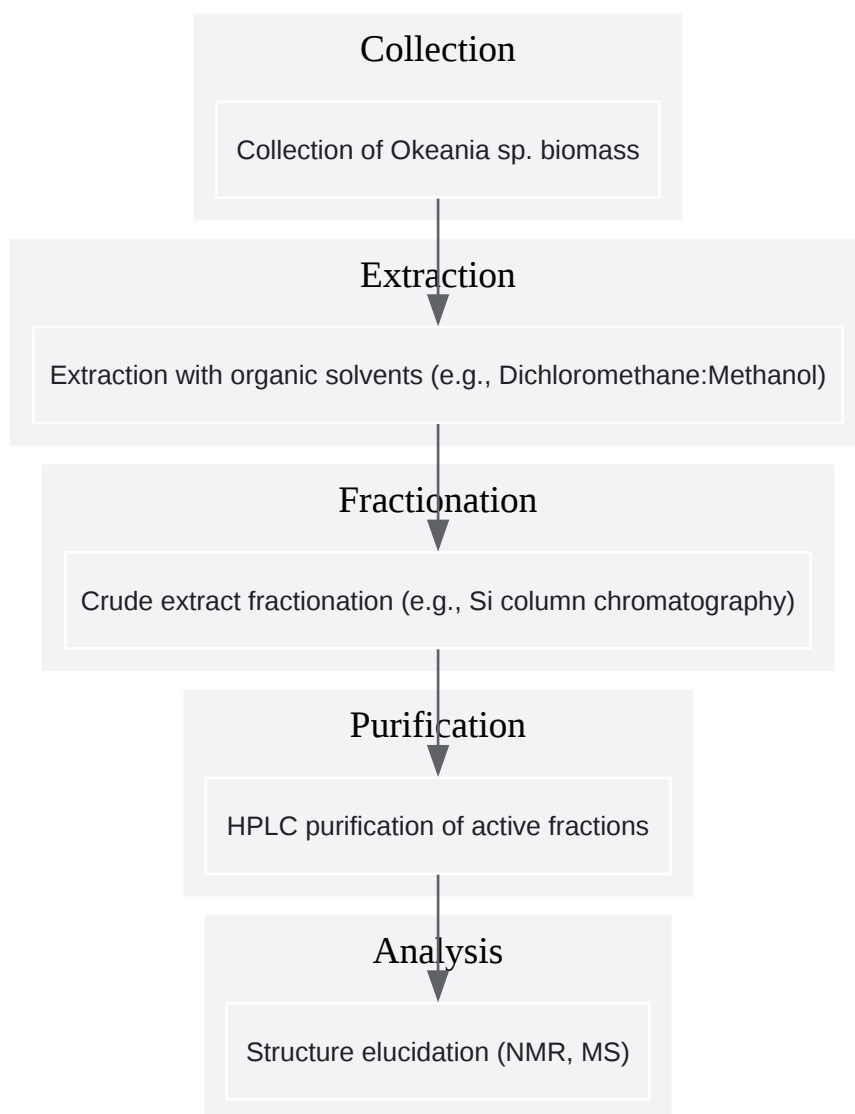 Collection
Collection of Okeania sp. biomass
Extraction
Extraction with organic solvents (e.g., Dichloromethane:Methanol)
Fractionation
Crude extract fractionation (e.g., Si column chromatography)
Purification
HPLC purification of active fractions
Analysis
Structure elucidation (NMR, MS)